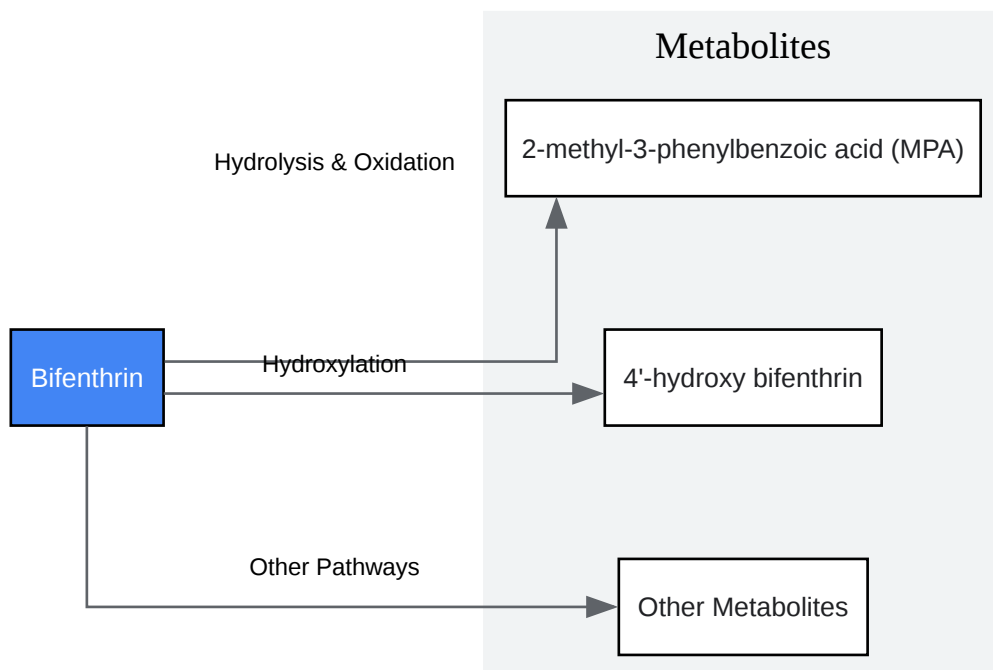 Metabolites
2-methyl-3-phenylbenzoic acid (MPA)
Hydrolysis & Oxidation
Bifenthrin
Hydroxylation
4'-hydroxy bifenthrin
Other Pathways
Other Metabolites